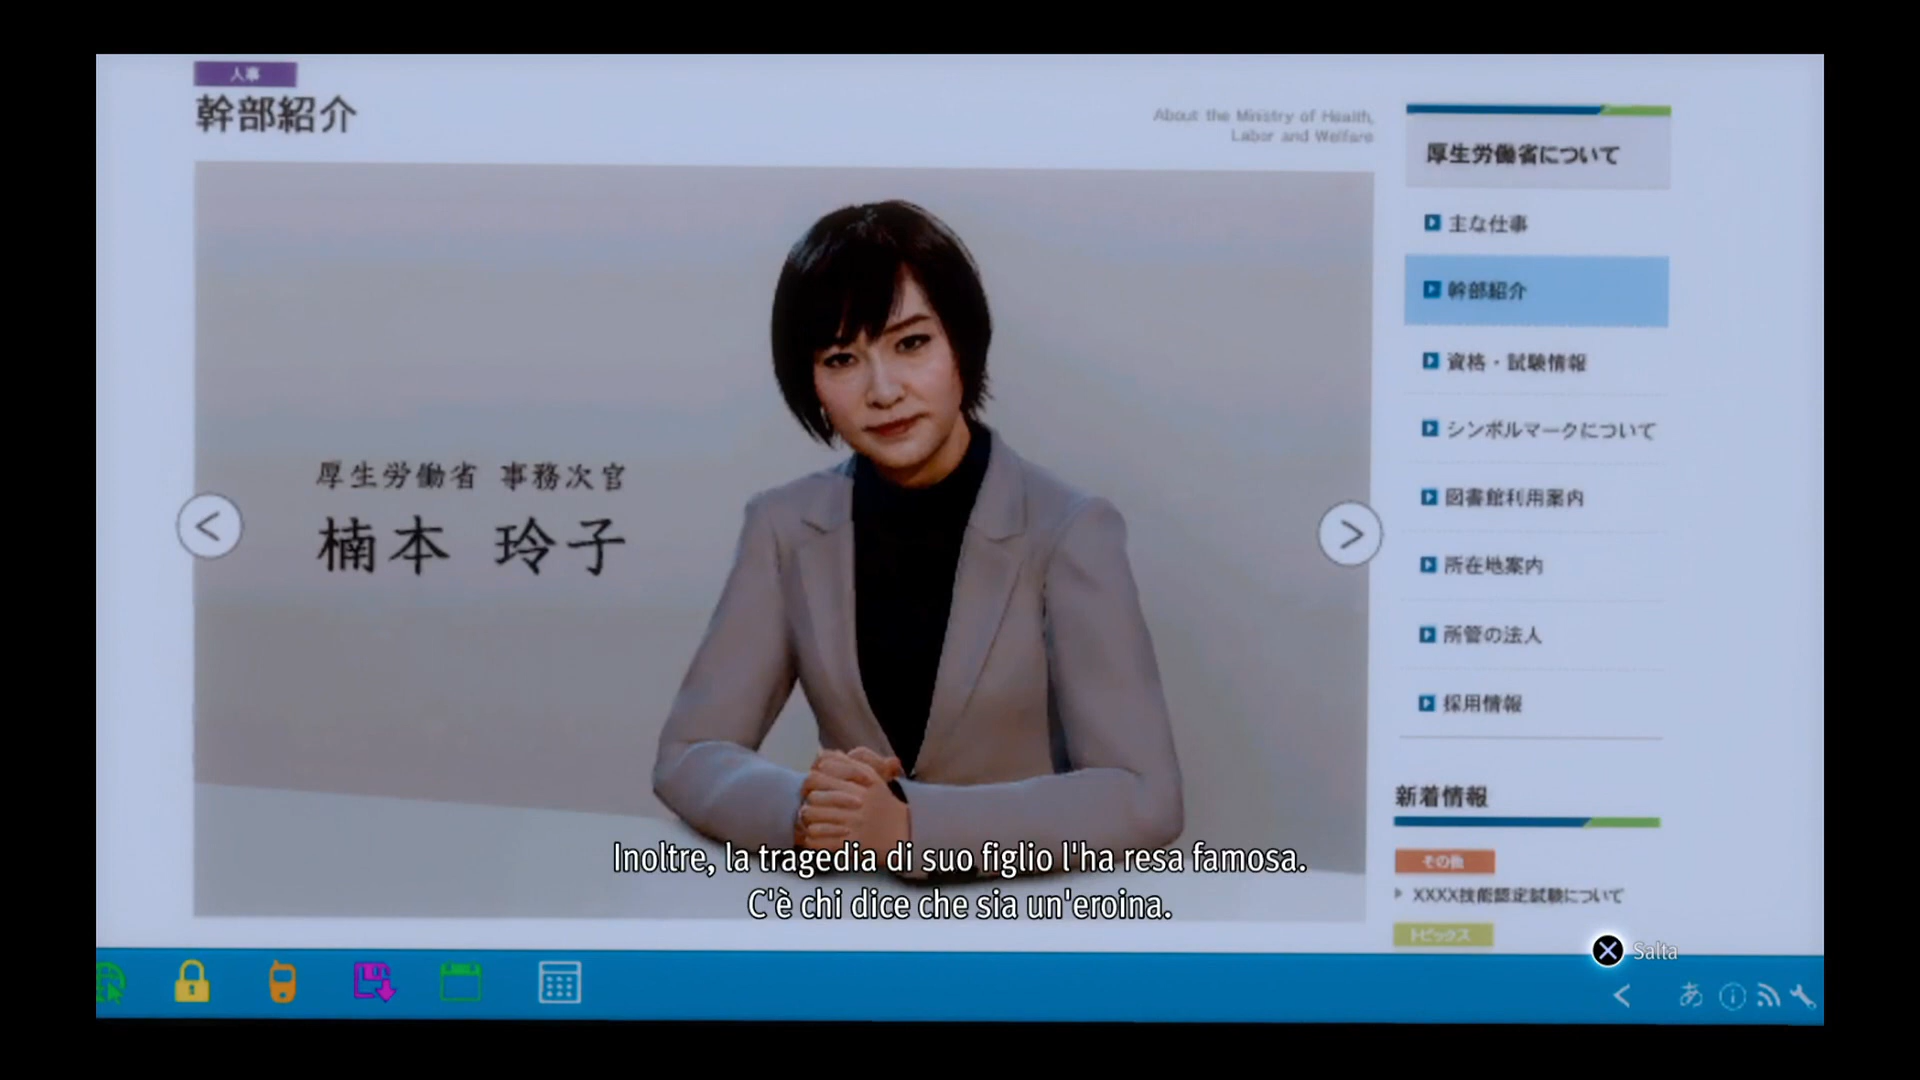 人事
幹部紹介
About the Ministry of Health,
Labor and Welfare
厚生労働省 事務次官
楠本 玲子
厚生労働省について
主な仕事
幹部紹介
資格・試験情報
シンボルマークについて
図書館利用案内
所在地案内
所管の法人
採用情報
新着情報
その他
XXXX技能認定試験について
トピックス
Inoltre, la tragedia di suo figlio l'ha resa famosa.
C'è chi dice che sia un'eroina.
Salta
あ